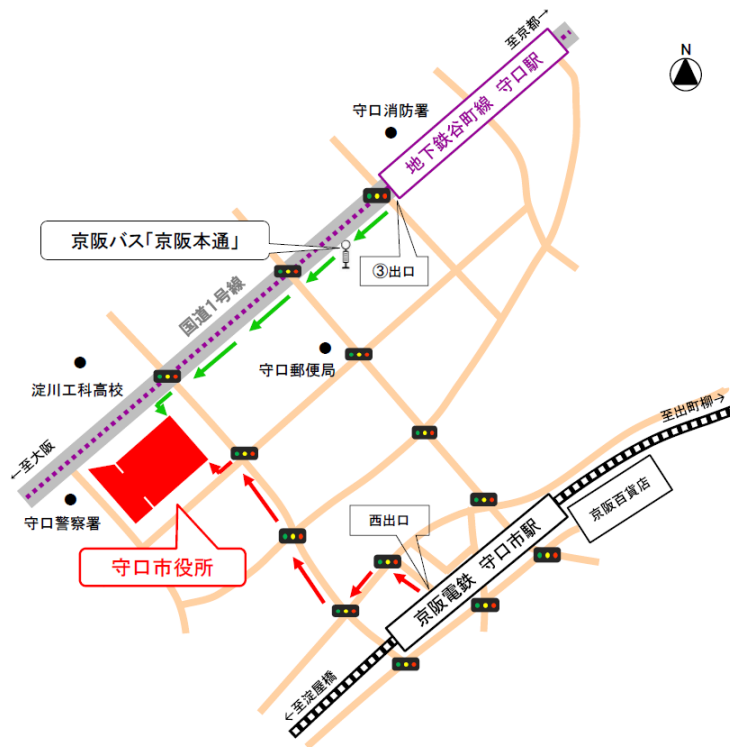 至京都→
N
守口消防署
地下鉄谷町線 守口駅
京阪バス「京阪本通」
③出口
国道1号線
守口郵便局
淀川工科高校
至出町柳→
←至大阪
京阪百貨店
守口警察署
西出口
守口市役所
京阪電鉄 守口市駅
←至淀屋橋